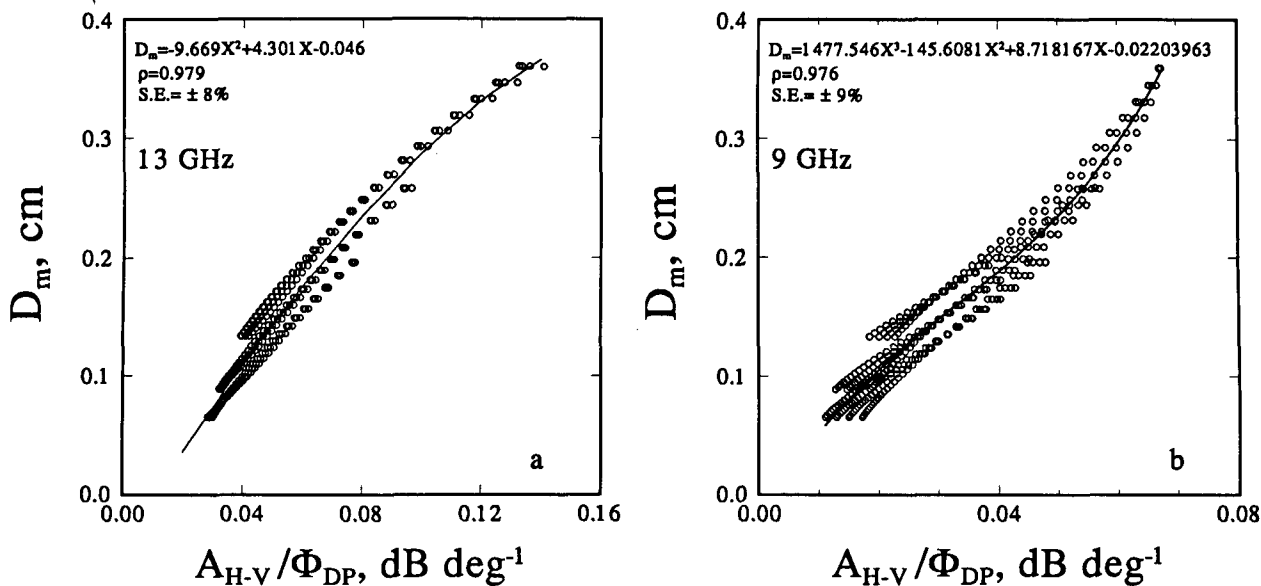 0.4
0.3
0.2
0.1
0.0
D_m, cm
D_m=-9.669X²+4.301X-0.046
ρ=0.979
S.E.= ± 8%
13 GHz
a
0.00 0.04 0.08 0.12 0.16
A_H-V/Φ_DP, dB deg⁻¹
0.4
0.3
0.2
0.1
0.0
D_m, cm
D_m=1477.546X³-145.6081X²+8.718167X-0.02203963
ρ=0.976
S.E.= ± 9%
9 GHz
b
0.00 0.04 0.08
A_H-V/Φ_DP, dB deg⁻¹